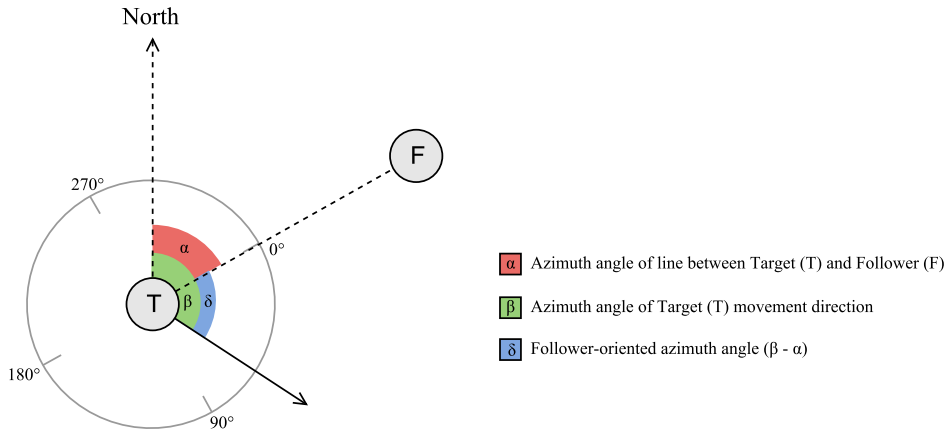 North
F
270°
α
0°
T
β
δ
180°
90°
α Azimuth angle of line between Target (T) and Follower (F)
β Azimuth angle of Target (T) movement direction
δ Follower-oriented azimuth angle (β - α)